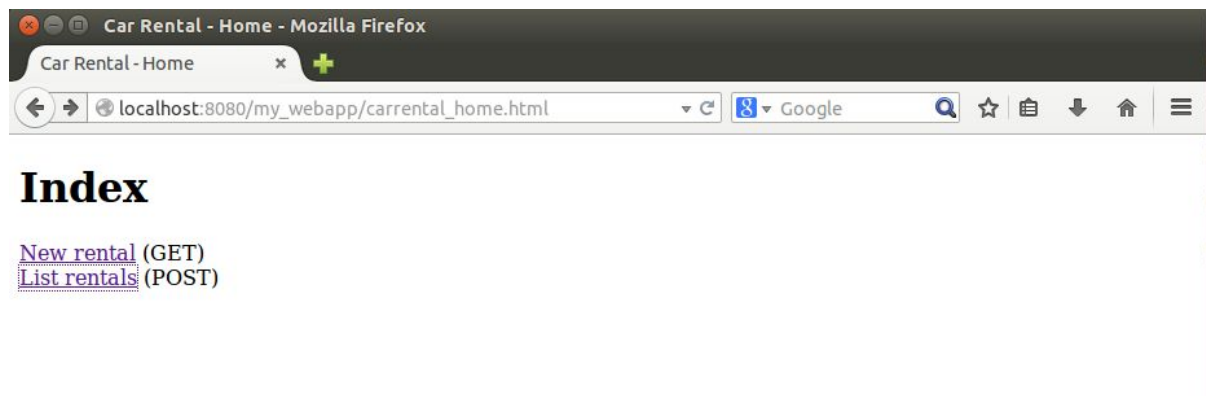 Car Rental - Home - Mozilla Firefox
Car Rental - Home
localhost:8080/my_webapp/carrental_home.html
8 Google
Index
New rental (GET)
List rentals (POST)